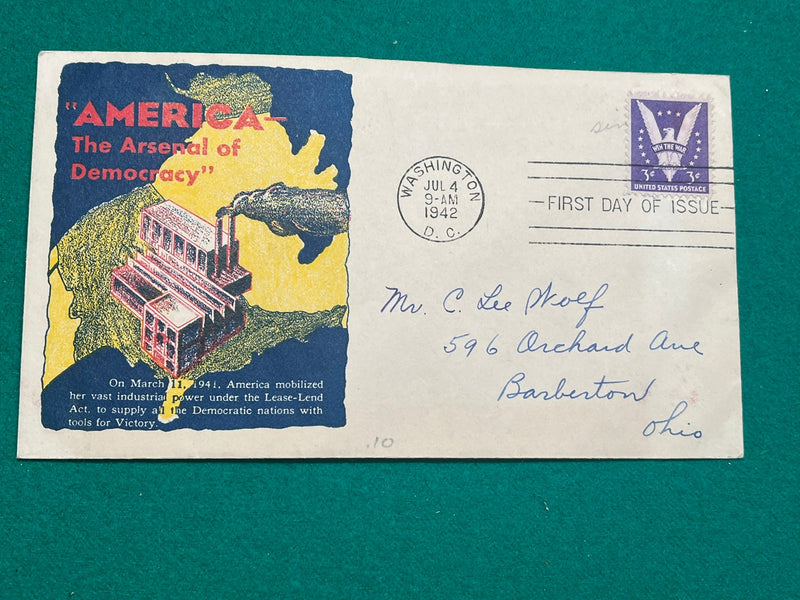 "AMERICA—
The Arsenal of
Democracy"
On March 11, 1941, America mobilized
her vast industrial power under the Lease-Lend
Act, to supply all the Democratic nations with
tools for Victory.
WASHINGTON
JUL 4
9-AM
1942
D. C.
WIN THE WAR
3¢ 3¢
UNITED STATES POSTAGE
FIRST DAY OF ISSUE
Mr. C. Lee Wolf
596 Orchard Ave
Barberton
Ohio
.10